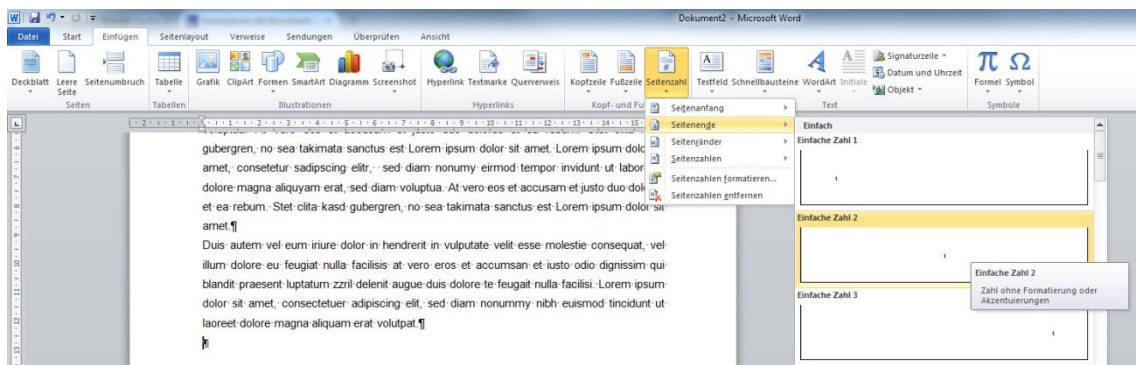 Dokument2 - Microsoft Word
Datei Start Einfügen Seitenlayout Verweise Sendungen Überprüfen Ansicht
Deckblatt Leere Seite Seitenumbruch Tabelle Grafik ClipArt Formen SmartArt Diagramm Screenshot Hyperlink Textmarke Querverweis Kopfzeile Fußzeile Seitenzahl Textfeld Schnellbausteine WordArt Initiale Signaturzeile Datum und Uhrzeit Objekt Formel Symbol
Seiten Tabellen Illustrationen Hyperlinks Kopf- und Fu Text Symbole
Seitenanfang
Seitenende
Seitenränder
Seitenzahlen
Seitenzahlen formatieren...
Seitenzahlen entfernen
Einfach
Einfache Zahl 1
1
Einfache Zahl 2
1
Einfache Zahl 2
Zahl ohne Formatierung oder
Akzentuierungen
Einfache Zahl 3
1
gubergren, no sea takimata sanctus est Lorem ipsum dolor sit amet. Lorem ipsum dolo
amet, consetetur sadipscing elitr, sed diam nonumy eirmod tempor invidunt ut labor
dolore magna aliquyam erat, sed diam voluptua. At vero eos et accusam et justo duo dol
et ea rebum. Stet clita kasd gubergren, no sea takimata sanctus est Lorem ipsum dolor sit
amet.¶
Duis autem vel eum iriure dolor in hendrerit in vulputate velit esse molestie consequat, vel
illum dolore eu feugiat nulla facilisis at vero eros et accumsan et iusto odio dignissim qui
blandit praesent luptatum zzril delenit augue duis dolore te feugait nulla facilisi. Lorem ipsum
dolor sit amet, consectetuer adipiscing elit, sed diam nonummy nibh euismod tincidunt ut
laoreet dolore magna aliquam erat volutpat.¶
¶